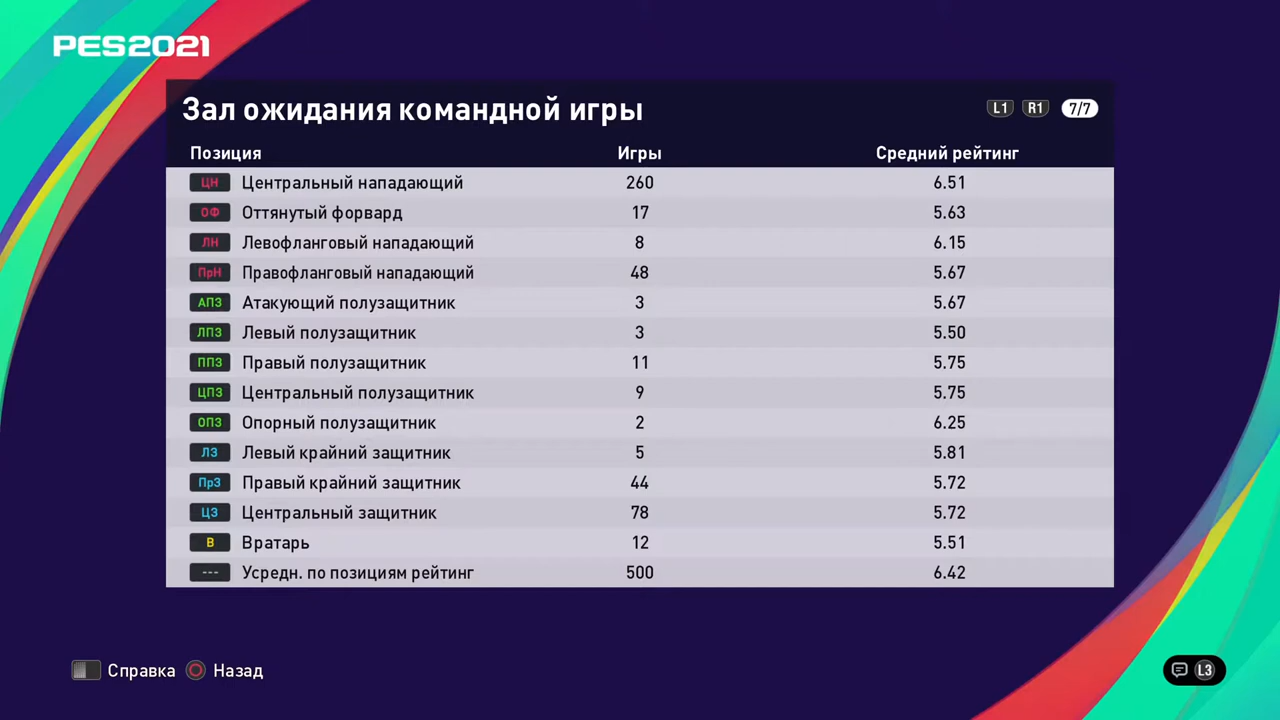 PES2021
Зал ожидания командной игры L1 R1 7/7
Позиция Игры Средний рейтинг
ЦН Центральный нападающий 260 6.51
ОФ Оттянутый форвард 17 5.63
ЛН Левофланговый нападающий 8 6.15
ПрН Правофланговый нападающий 48 5.67
АПЗ Атакующий полузащитник 3 5.67
ЛПЗ Левый полузащитник 3 5.50
ППЗ Правый полузащитник 11 5.75
ЦПЗ Центральный полузащитник 9 5.75
ОПЗ Опорный полузащитник 2 6.25
ЛЗ Левый крайний защитник 5 5.81
ПрЗ Правый крайний защитник 44 5.72
ЦЗ Центральный защитник 78 5.72
В Вратарь 12 5.51
--- Усредн. по позициям рейтинг 500 6.42
Справка Назад L3